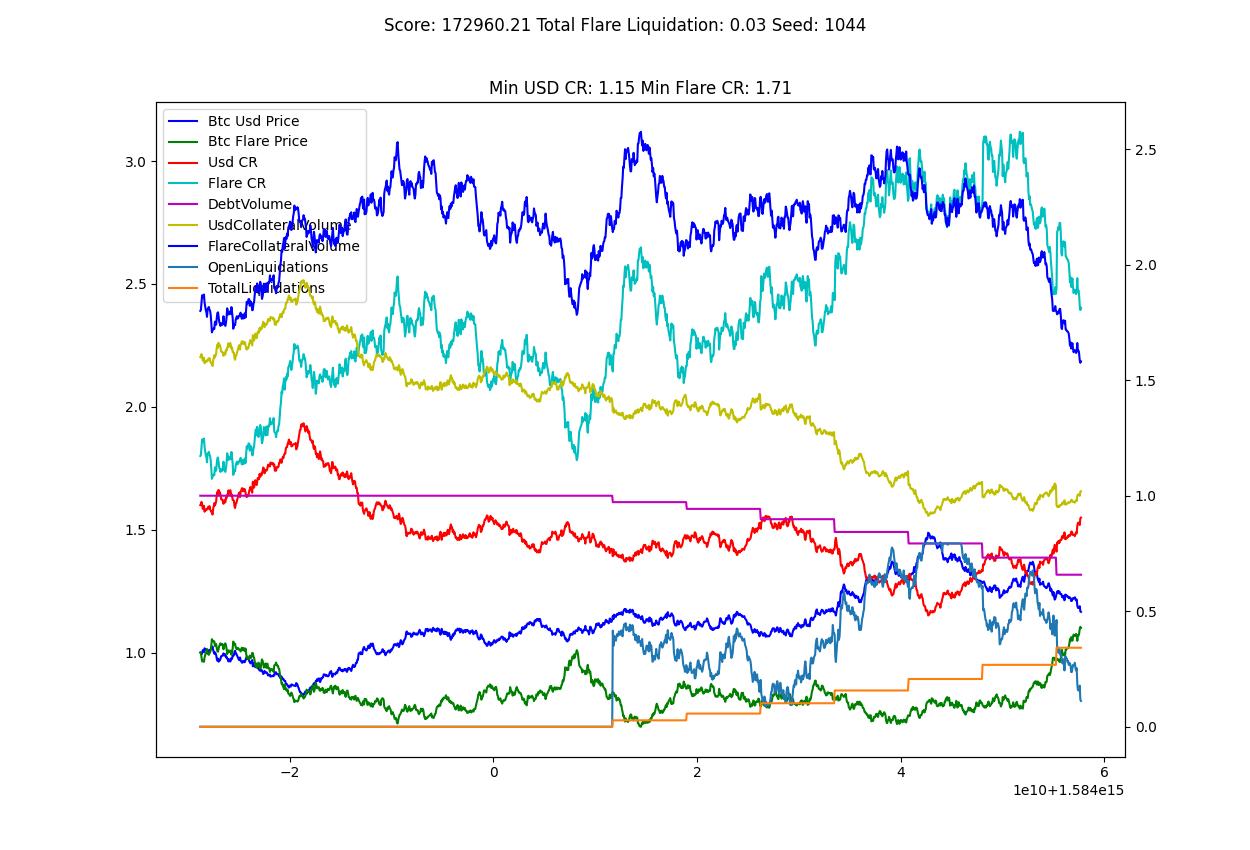 Score: 172960.21 Total Flare Liquidation: 0.03 Seed: 1044
Min USD CR: 1.15 Min Flare CR: 1.71
Btc Usd Price
Btc Flare Price
Usd CR
Flare CR
DebtVolume
UsdCollateralVolume
FlareCollateralVolume
OpenLiquidations
TotalLiquidations
3.0
2.5
2.0
1.5
1.0
2.5
2.0
1.5
1.0
0.5
0.0
−2
0
2
4
6
1e10+1.584e15